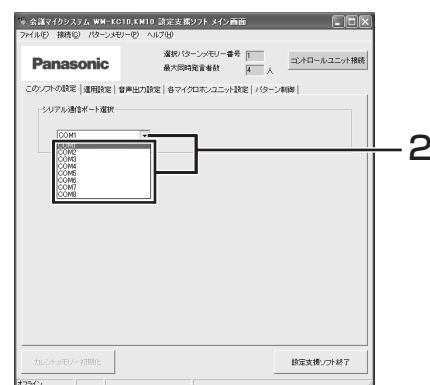 会議マイクシステム WM-KC10,KM10 設定支援ソフト メイン画面
ファイル(F) 接続(C) パターンメモリー(P) ヘルプ(H)
Panasonic
選択パターンメモリー番号 1
最大同時発言者数 4 人
コントロールユニット接続
このソフトの設定 運用設定 音声出力設定 各マイクロホンユニット設定 パターン制御
シリアル通信ポート選択
COM1
COM1
COM2
COM3
COM4
COM5
COM6
COM7
COM8
2
カレントメモリー初期化
設定支援ソフト終了
オフライン